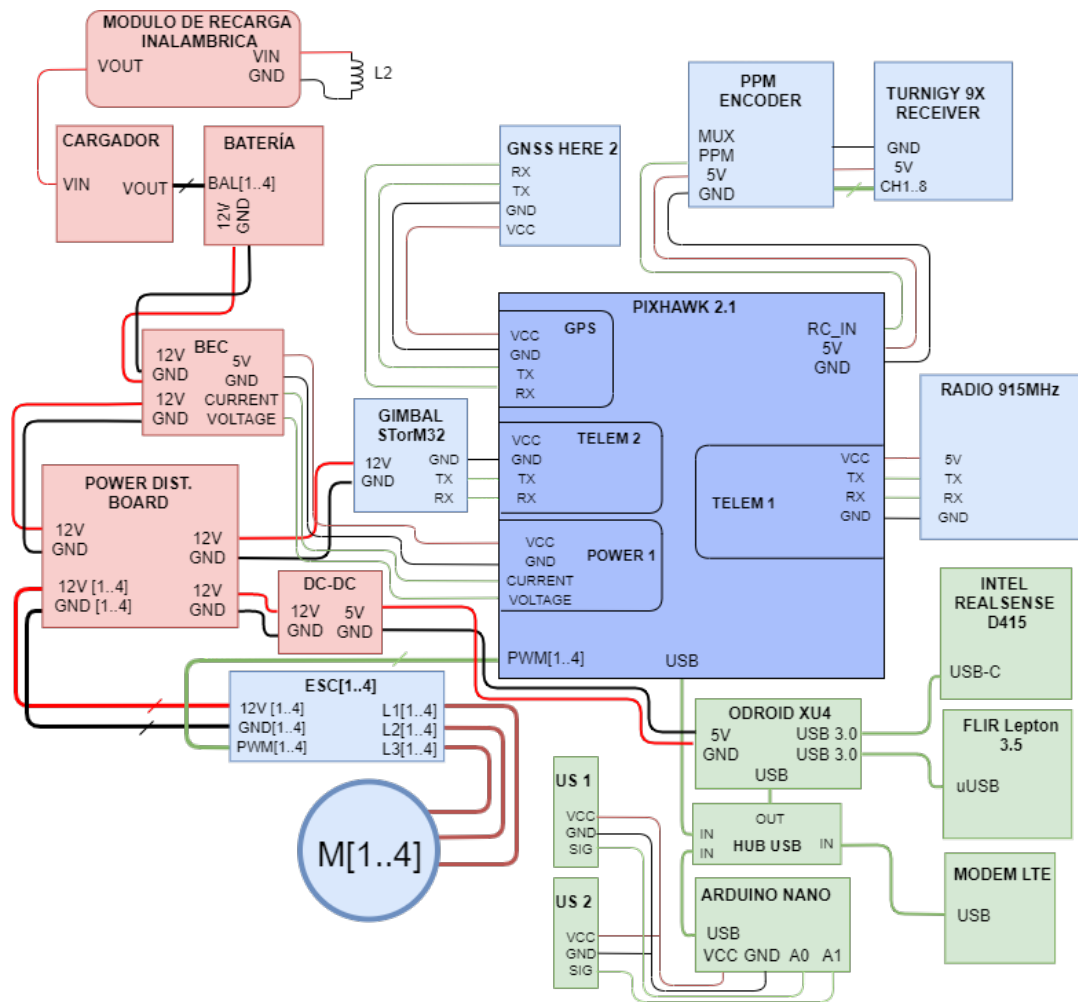 MODULO DE RECARGA
INALAMBRICA
VIN
VOUT
GND
L2
CARGADOR
VIN
VOUT
BATERÍA
BAL[1..4]
12V
GND
GNSS HERE 2
RX
TX
GND
VCC
PPM
ENCODER
MUX
PPM
5V
GND
TURNIGY 9X
RECEIVER
GND
5V
CH1..8
PIXHAWK 2.1
GPS
VCC
GND
TX
RX
RC_IN
5V
GND
TELEM 2
VCC
GND
TX
RX
TELEM 1
VCC
TX
RX
GND
POWER 1
VCC
GND
CURRENT
VOLTAGE
PWM[1..4]
USB
RADIO 915MHz
5V
TX
RX
GND
BEC
12V
GND
12V
GND
5V
GND
CURRENT
VOLTAGE
GIMBAL
STorM32
12V
GND
GND
TX
RX
POWER DIST.
BOARD
12V
GND
12V
GND
12V [1..4]
GND [1..4]
12V
GND
DC-DC
12V
GND
5V
GND
ESC[1..4]
12V [1..4]
GND[1..4]
PWM[1..4]
L1[1..4]
L2[1..4]
L3[1..4]
M[1..4]
INTEL
REALSENSE
D415
USB-C
ODROID XU4
5V
GND
USB 3.0
USB 3.0
USB
FLIR Lepton
3.5
uUSB
US 1
VCC
GND
SIG
OUT
IN
HUB USB
IN
IN
MODEM LTE
USB
US 2
VCC
GND
SIG
ARDUINO NANO
USB
VCC GND A0 A1